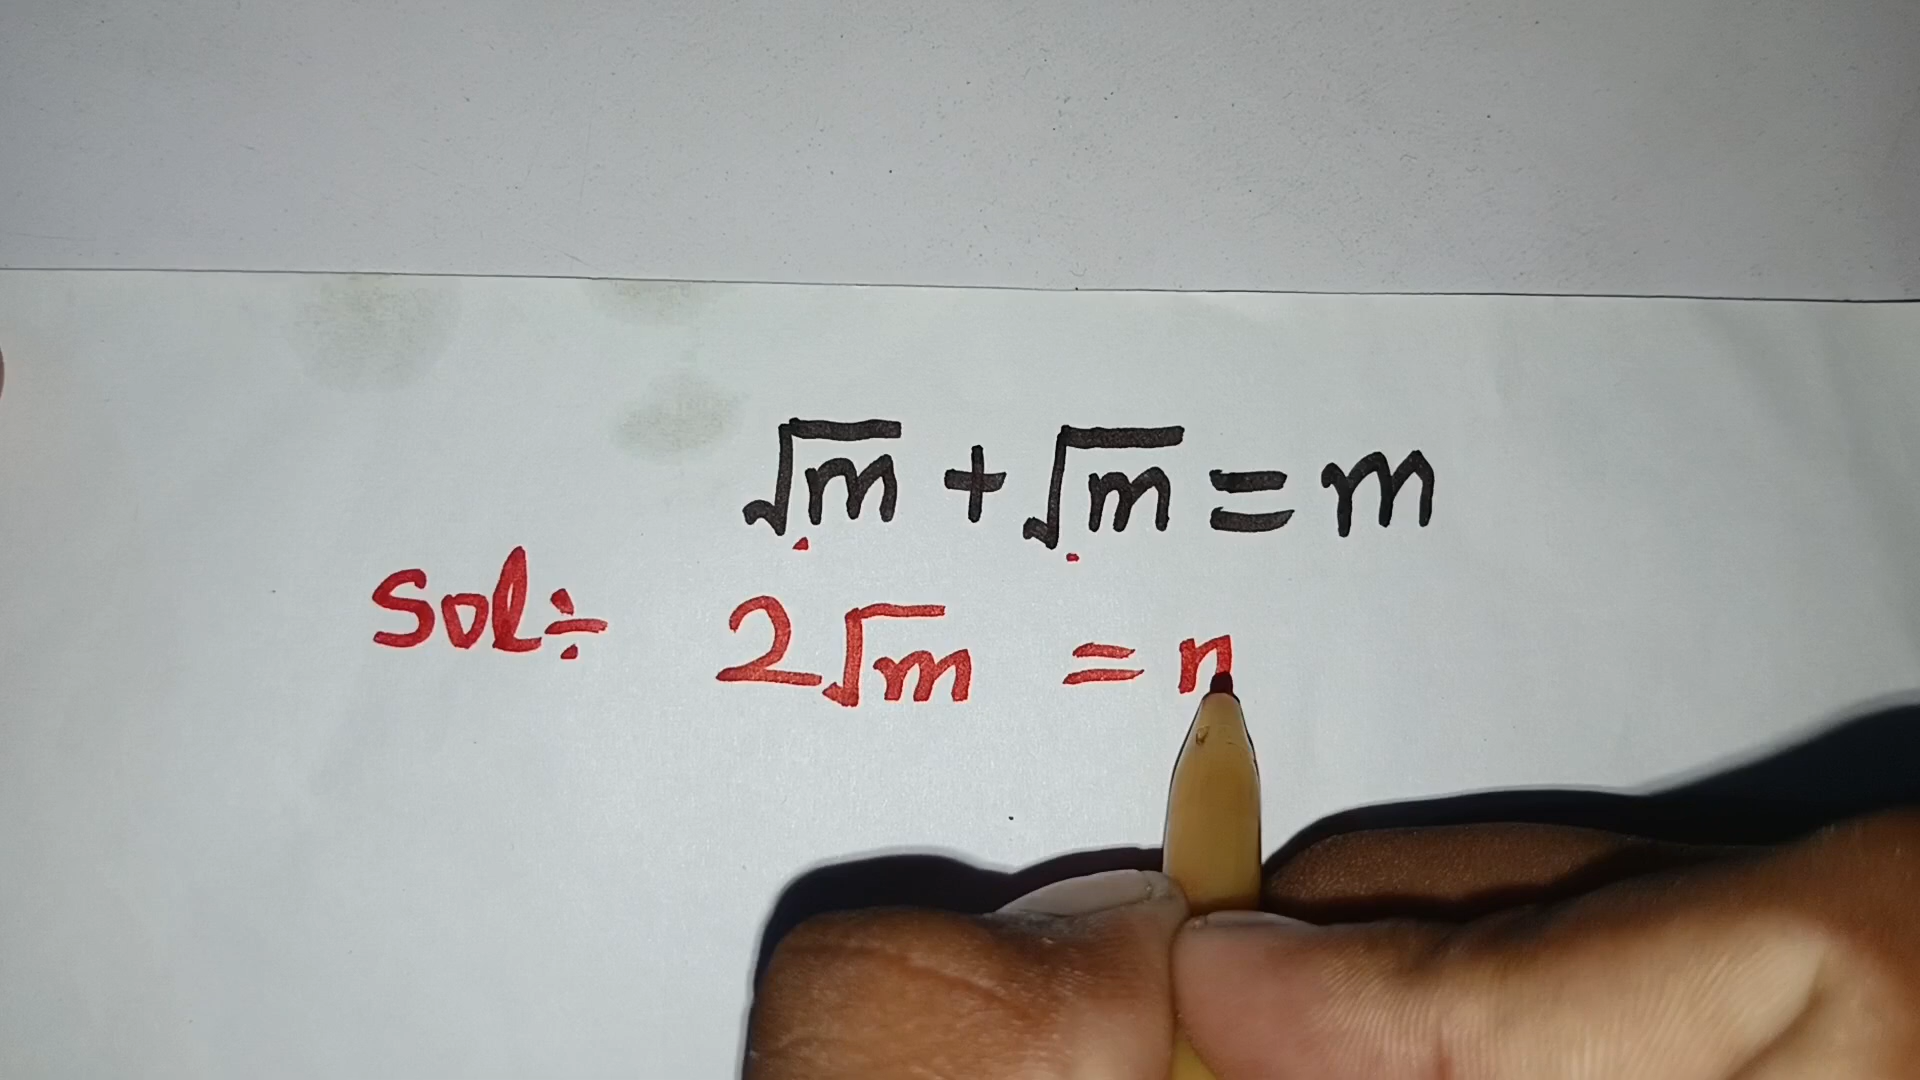 √m + √m = m
Sol÷ 2√m = n